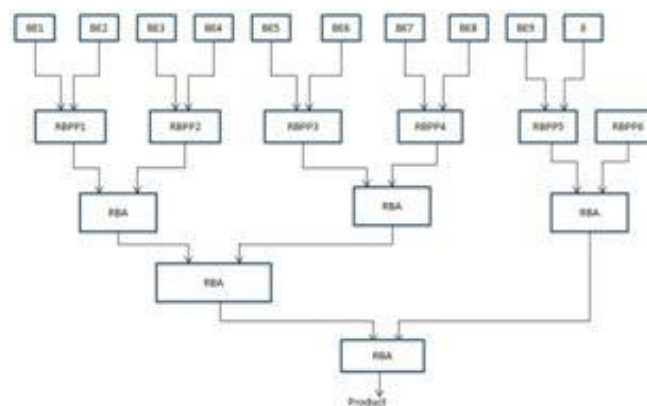 BE1 BE2 BE3 BE4 BE5 BE6 BE7 BE8 BE9
RBPP1 RBPP2 RBPP3 RBPP4 RBPP5 RBPP6
RBA RBA RBA
RBA
RBA
Product